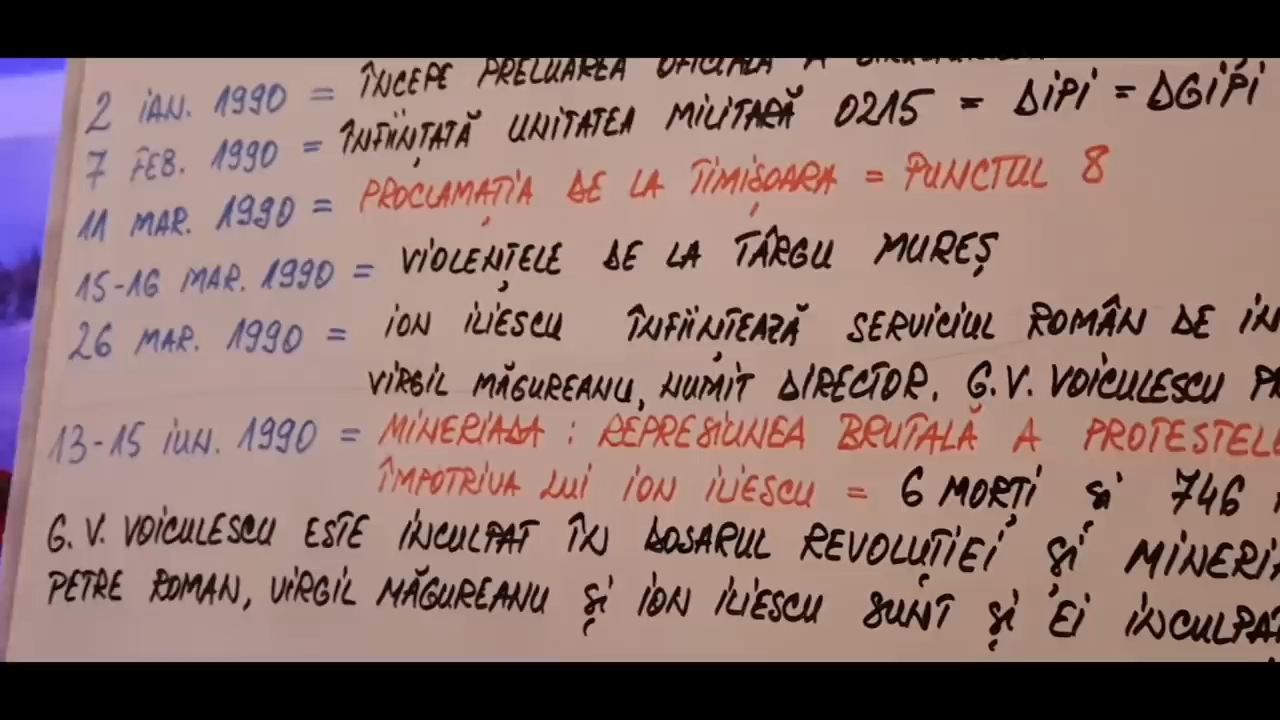 2 IAN. 1990 = ÎNCEPE PRELUAREA OFICIALĂ A
7 FEB. 1990 = ÎNFIINȚATĂ UNITATEA MILITARĂ 0215 = DIPI = DGIPI
11 MAR. 1990 = PROCLAMAȚIA DE LA TIMIȘOARA = PUNCTUL 8
15-16 MAR. 1990 = VIOLENȚELE DE LA TÂRGU MUREȘ
26 MAR. 1990 = ION ILIESCU ÎNFIINȚEAZĂ SERVICIUL ROMÂN DE IN
VIRGIL MĂGUREANU, NUMIT DIRECTOR. G.V. VOICULESCU
13-15 IUN. 1990 = MINERIADA : REPRESIUNEA BRUTALĂ A PROTESTEL
ÎMPOTRIVA LUI ION ILIESCU = 6 MORȚI și 746
G. V. VOICULESCU ESTE INCULPAT ÎN DOSARUL REVOLUȚIEI și MINERI
PETRE ROMAN, VIRGIL MĂGUREANU și ION ILIESCU SUNT și EI INCULPA